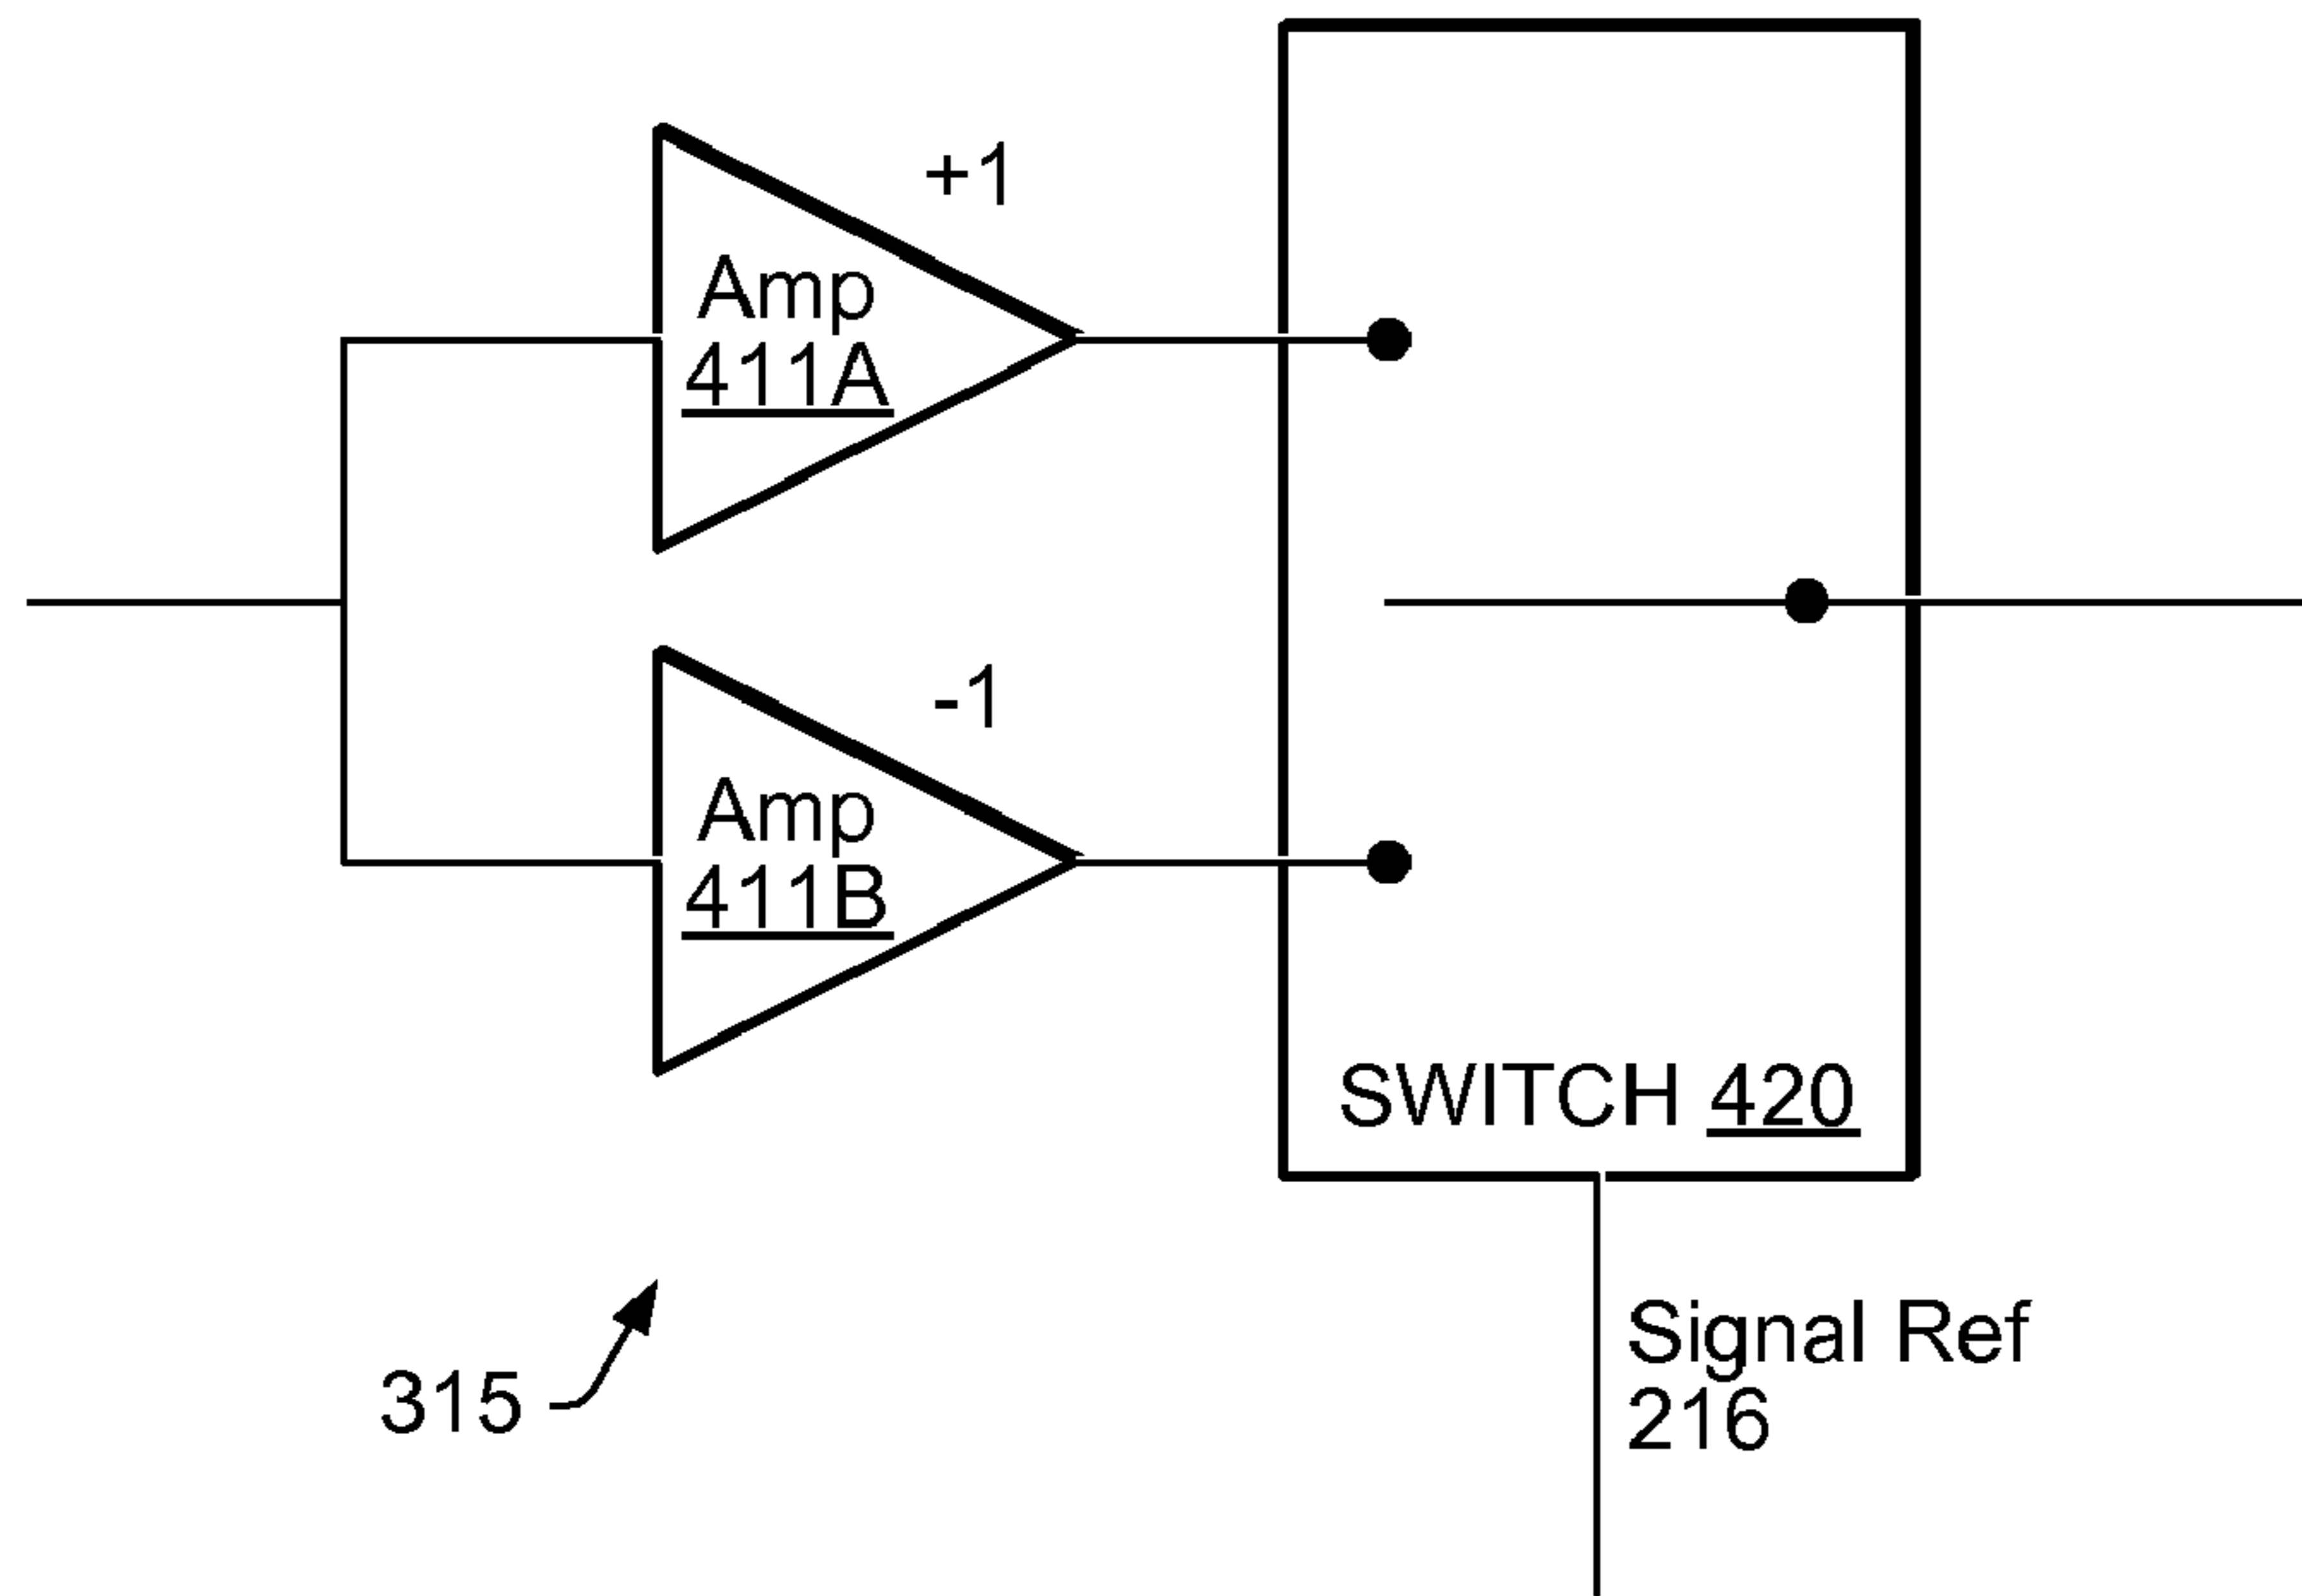 +1
Amp
411A
-1
Amp
411B
SWITCH 420
Signal Ref
216
315